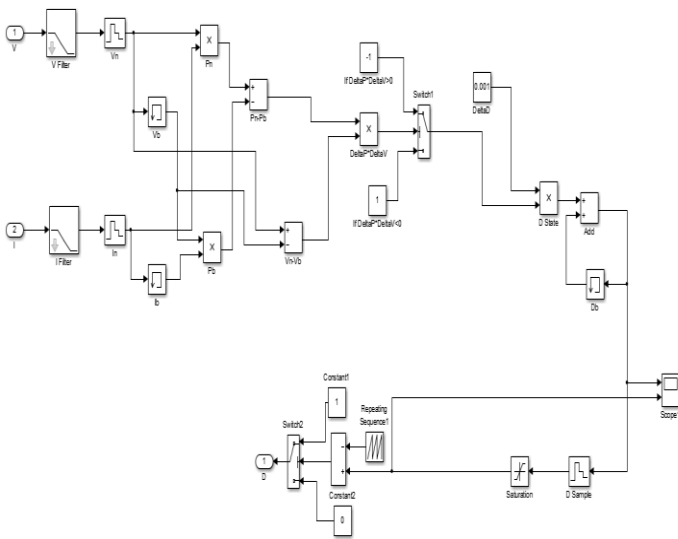 1
V
V Filter
Vn
Vb
Pn
+
−
Pn-Pb
-1
If DeltaP*DeltaV>0
Switch1
0.001
DeltaD
X
DeltaP*DeltaV
1
If DeltaP*DeltaV<0
2
I
I Filter
In
Ib
X
Pb
+
−
Vn-Vb
X
D State
+
+
Add
Db
Scope1
Constant1
1
Repeating
Sequence1
Switch2
1
D
−
+
Constant2
0
Saturation
D Sample